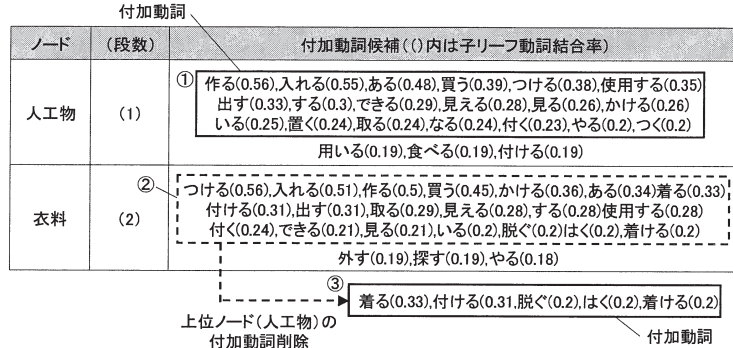 付加動詞
ノード (段数) 付加動詞候補(()内は子リーフ動詞結合率)
人工物 (1)
①
作る(0.56),入れる(0.55),ある(0.48),買う(0.39),つける(0.38),使用する(0.35)
出す(0.33),する(0.3),できる(0.29),見える(0.28),見る(0.26),かける(0.26)
いる(0.25),置く(0.24),取る(0.24),なる(0.24),付く(0.23),やる(0.2),つく(0.2)
用いる(0.19),食べる(0.19),付ける(0.19)
衣料 (2)
②
つける(0.56),入れる(0.51),作る(0.5),買う(0.45),かける(0.36),ある(0.34)着る(0.33)
付ける(0.31),出す(0.31),取る(0.29),見える(0.28),する(0.28)使用する(0.28)
付く(0.24),できる(0.21),見る(0.21),いる(0.2),脱ぐ(0.2)はく(0.2),着ける(0.2)
外す(0.19),探す(0.19),やる(0.18)
③
着る(0.33),付ける(0.31,脱ぐ(0.2),はく(0.2),着ける(0.2)
上位ノード(人工物)の
付加動詞削除
付加動詞